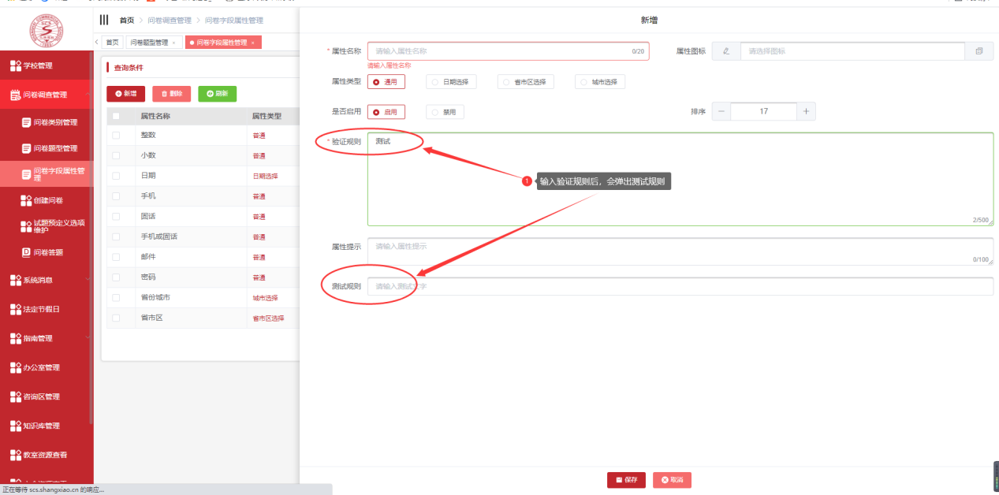 首页 > 问卷调查管理 > 问卷字段属性管理
首页
问卷题型管理 ×
问卷字段属性管理 ×
学校管理
问卷调查管理
问卷类别管理
问卷题型管理
问卷字段属性管
理
创建问卷
试题预定义选项
维护
问卷答题
系统消息
法定节假日
指南管理
办公室管理
咨询区管理
知识库管理
教室资源查看
查询条件
新增
删除
刷新
属性名称
属性类型
整数
普通
小数
普通
日期
日期选择
手机
普通
固话
普通
手机或固话
普通
邮件
普通
密码
普通
省份城市
城市选择
省市区
省市区选择
新增
* 属性名称
请输入属性名称
0/20
请输入属性名称
属性图标
请选择图标
属性类型
通用
日期选择
省市区选择
城市选择
是否启用
启用
禁用
排序
− 17 +
* 验证规则
测试
2/500
1 输入验证规则后，会弹出测试规则
属性提示
请输入属性提示
0/100
测试规则
请输入测试文字
保存
取消
正在等待 scs.shangxiao.cn 的响应...